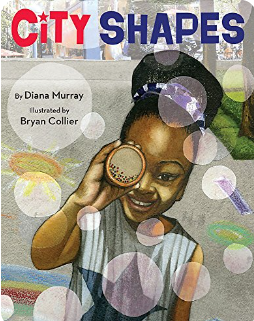 CiTY SHAPES
By Diana Murray
Illustrated by
Bryan Collier